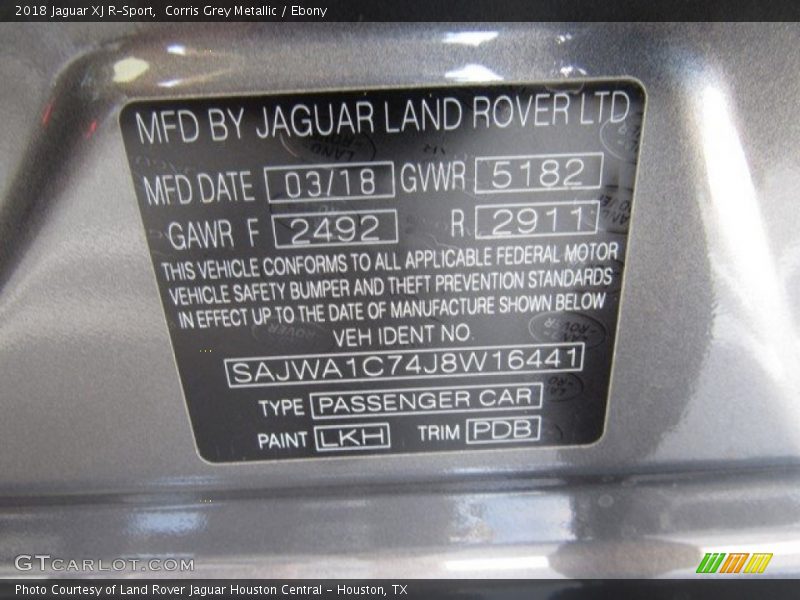 2018 Jaguar XJ R-Sport,  Corris Grey Metallic / Ebony
MFD BY JAGUAR LAND ROVER LTD
MFD DATE 03/18 GVWR 5182
GAWR F 2492 R 2911
THIS VEHICLE CONFORMS TO ALL APPLICABLE FEDERAL MOTOR
VEHICLE SAFETY BUMPER AND THEFT PREVENTION STANDARDS
IN EFFECT UP TO THE DATE OF MANUFACTURE SHOWN BELOW
VEH IDENT NO.
SAJWA1C74J8W16441
TYPE PASSENGER CAR
PAINT LKH TRIM PDB
GTCARLOT.COM
Photo Courtesy of Land Rover Jaguar Houston Central - Houston, TX